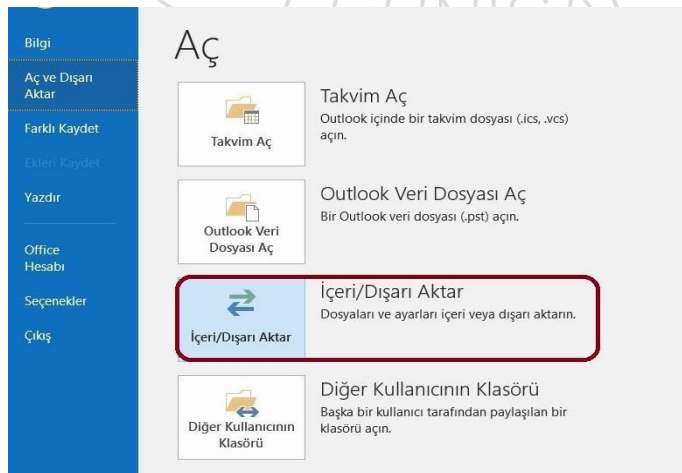 Bilgi
Aç ve Dışarı
Aktar
Farklı Kaydet
Ekleri Kaydet
Yazdır
Office
Hesabı
Seçenekler
Çıkış
Aç
Takvim Aç
Takvim Aç
Outlook içinde bir takvim dosyası (.ics, .vcs)
açın.
Outlook Veri
Dosyası Aç
Outlook Veri Dosyası Aç
Bir Outlook veri dosyası (.pst) açın.
İçeri/Dışarı Aktar
İçeri/Dışarı Aktar
Dosyaları ve ayarları içeri veya dışarı aktarın.
Diğer Kullanıcının
Klasörü
Diğer Kullanıcının Klasörü
Başka bir kullanıcı tarafından paylaşılan bir
klasörü açın.